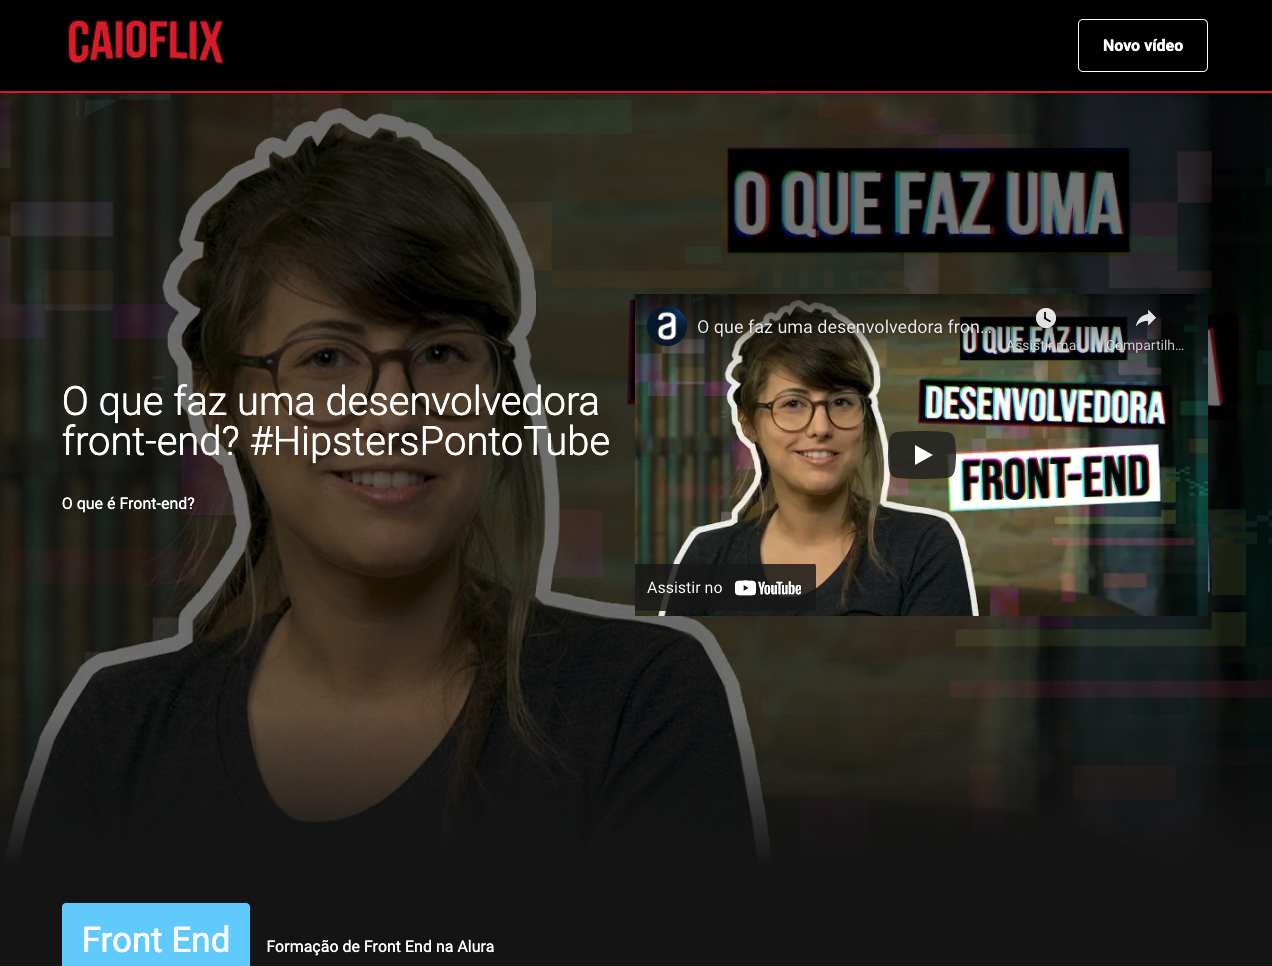 CAIOFLIX
Novo vídeo
O QUE FAZ UMA
O que faz uma desenvolvedora fron...
Assistir ma
Compartilh...
O QUE FAZ UMA
DESENVOLVEDORA
FRONT-END
Assistir no YouTube
O que faz uma desenvolvedora
front-end? #HipstersPontoTube
O que é Front-end?
Front End
Formação de Front End na Alura